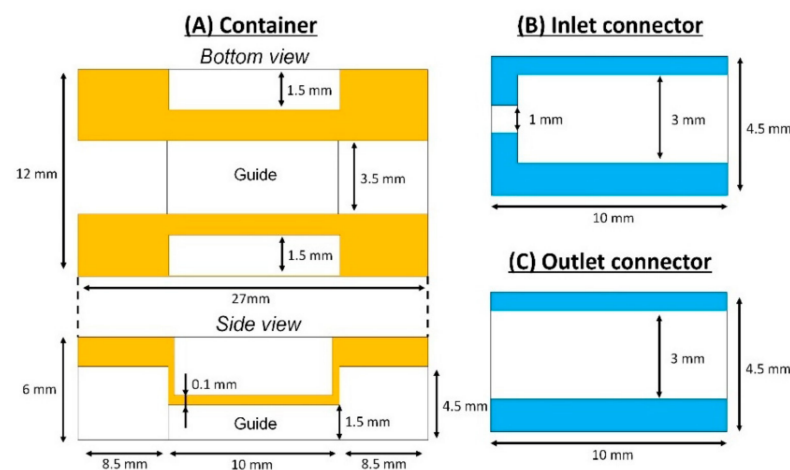 (A) Container
Bottom view
1.5 mm
12 mm
Guide
3.5 mm
1.5 mm
27mm
Side view
6 mm
0.1 mm
Guide
1.5 mm
4.5 mm
8.5 mm
10 mm
8.5 mm
(B) Inlet connector
1 mm
3 mm
4.5 mm
10 mm
(C) Outlet connector
3 mm
4.5 mm
10 mm